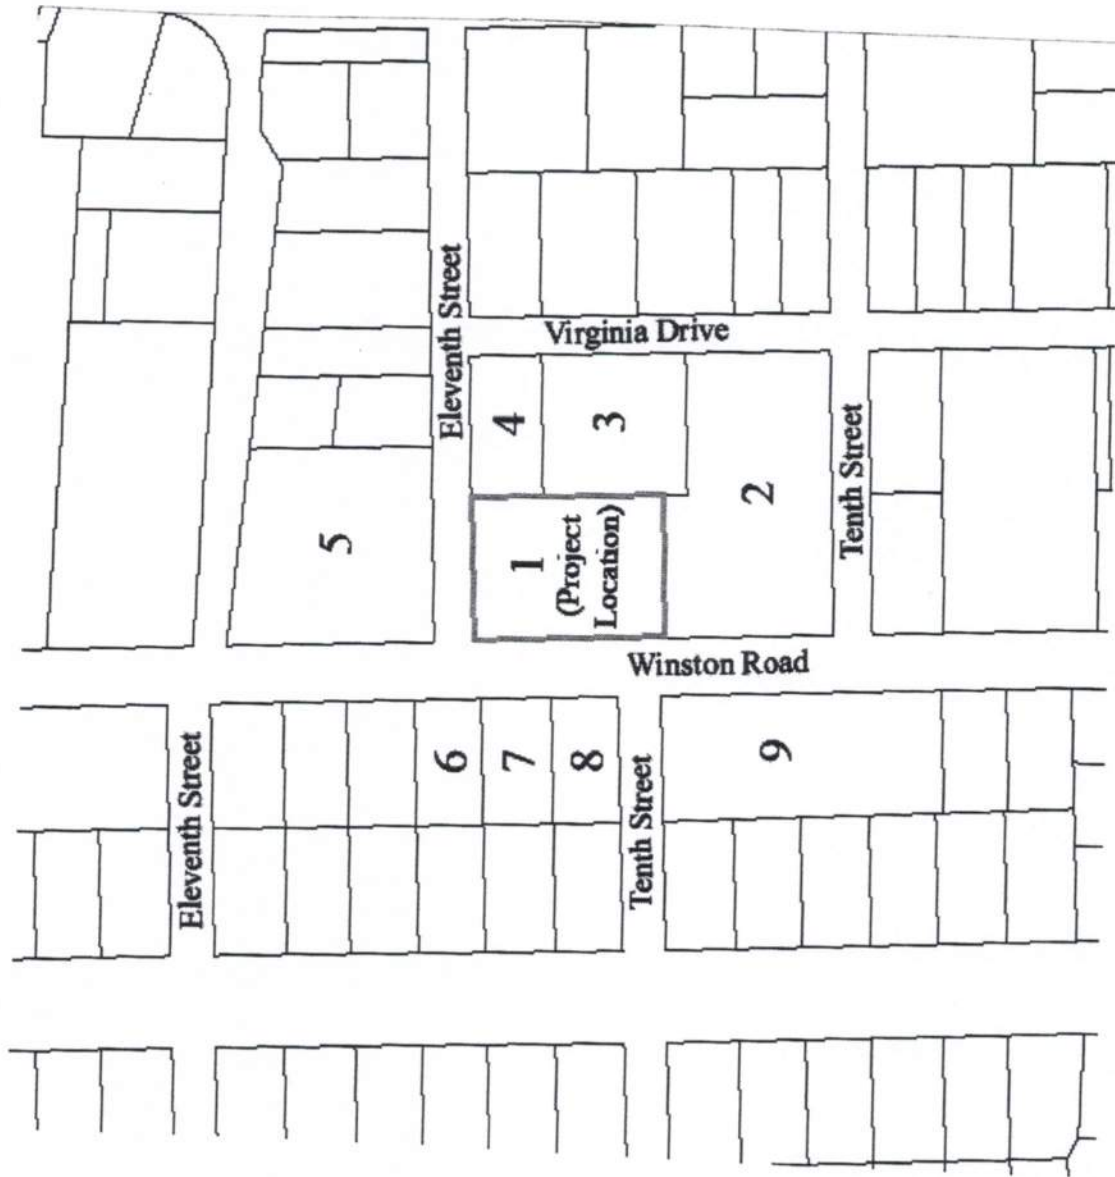 Eleventh Street
Virginia Drive
4
3
5
1
(Project
Location)
2
Tenth Street
Winston Road
Eleventh Street
6
7
8
Tenth Street
9